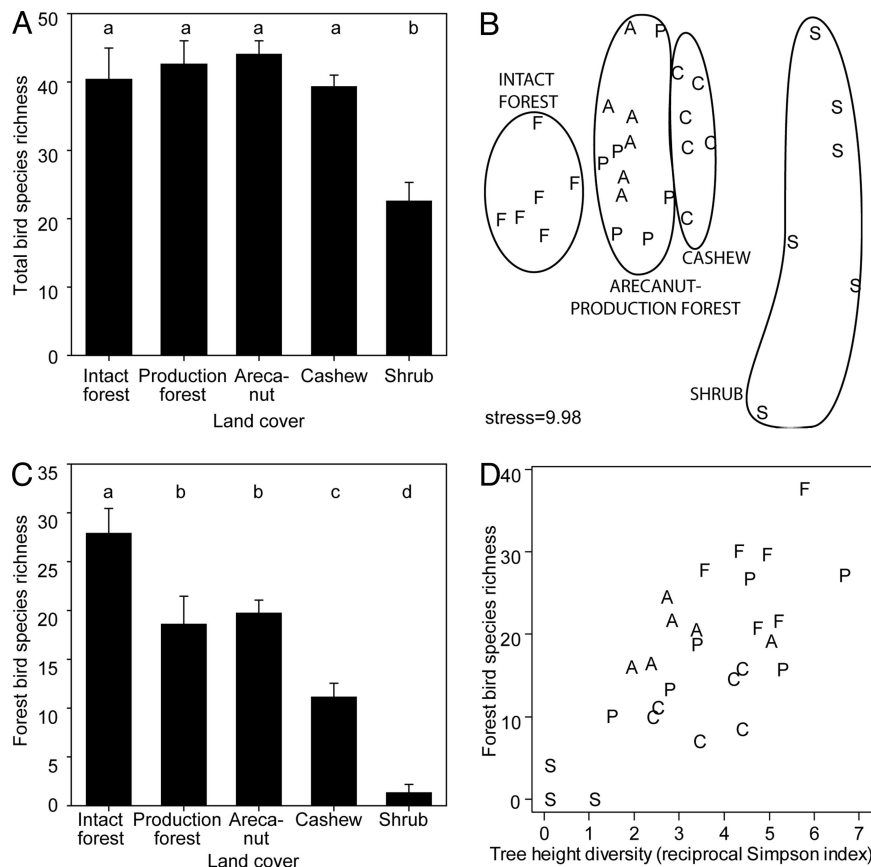 A
50
40
30
20
10
0
Total bird species richness
a a a a b
Intact Production Areca- Cashew Shrub
forest forest nut
Land cover
B
INTACT
FOREST
F
F
F
F F
F
A P
A
A
A
P
P
A
A P
P P
C
C
C
C C
C
CASHEW
ARECANUT-
PRODUCTION FOREST
S
S
S
S
S
S
SHRUB
stress=9.98
C
35
30
25
20
15
10
5
0
Forest bird species richness
a b b c d
Intact Production Areca- Cashew Shrub
forest forest nut
Land cover
D
40
30
20
10
0
Forest bird species richness
F
F F
F P P
A
A A F F
P A
A A C P
C
P
P C
C
C C
S
S S
0 1 2 3 4 5 6 7
Tree height diversity (reciprocal Simpson index)